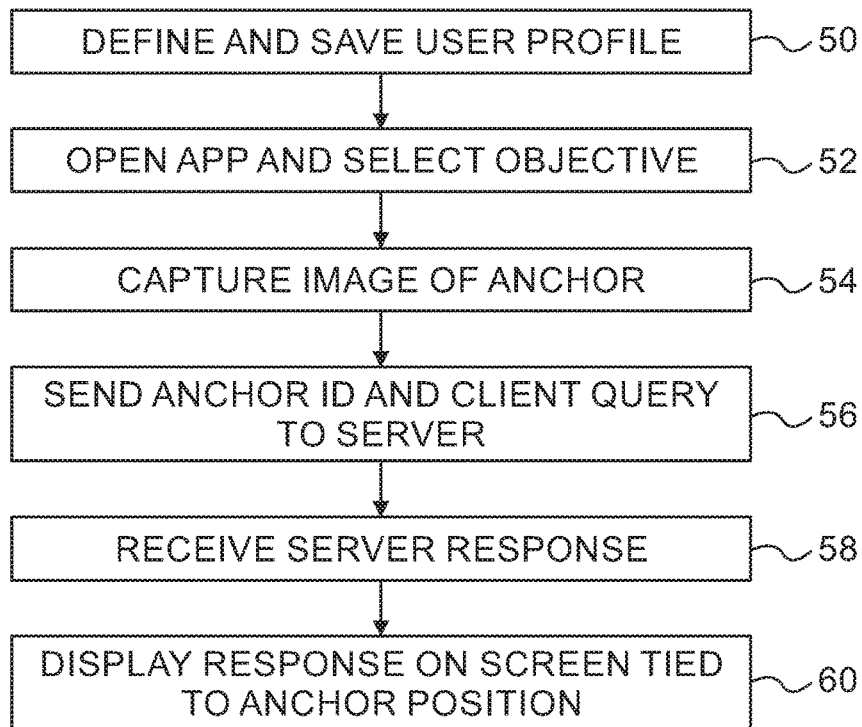 DEFINE AND SAVE USER PROFILE 50
OPEN APP AND SELECT OBJECTIVE 52
CAPTURE IMAGE OF ANCHOR 54
SEND ANCHOR ID AND CLIENT QUERY
TO SERVER 56
RECEIVE SERVER RESPONSE 58
DISPLAY RESPONSE ON SCREEN TIED
TO ANCHOR POSITION 60